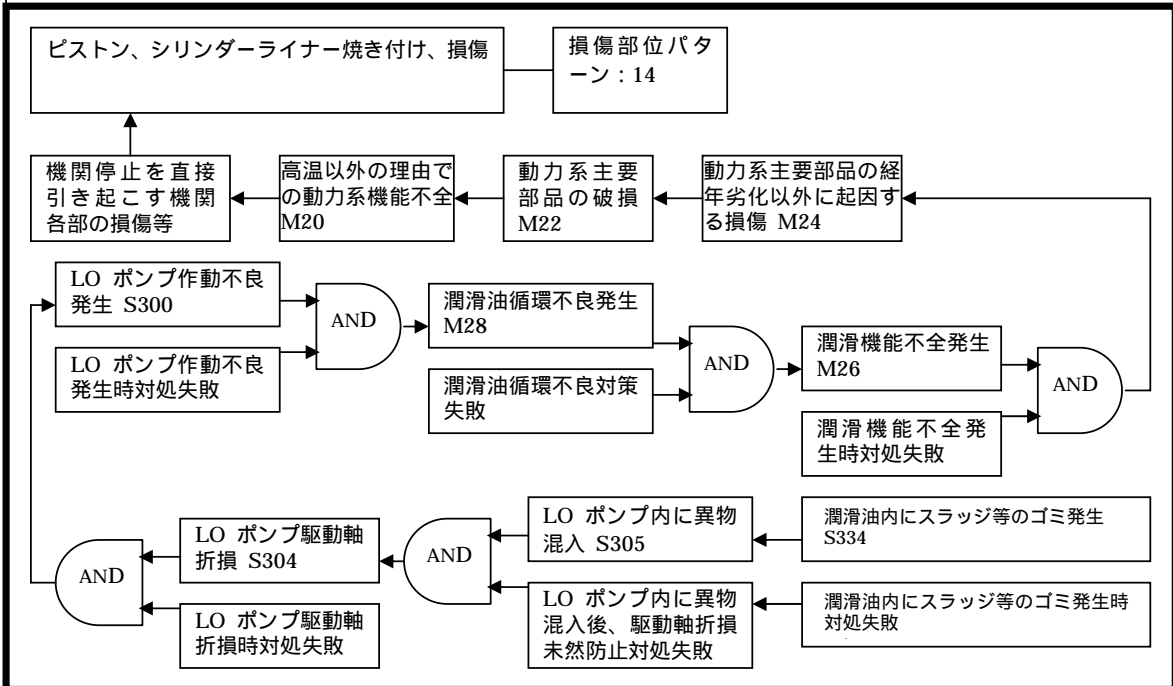 ピストン、シリンダーライナー焼き付け、損傷
損傷部位パタ
ーン：14
機関停止を直接
引き起こす機関
各部の損傷等
高温以外の理由で
の動力系機能不全
M20
動力系主要
部品の破損
M22
動力系主要部品の経
年劣化以外に起因す
る損傷 M24
LO ポンプ作動不良
発生 S300
LO ポンプ作動不良
発生時対処失敗
AND
潤滑油循環不良発生
M28
潤滑油循環不良対策
失敗
AND
潤滑機能不全発生
M26
潤滑機能不全発
生時対処失敗
AND
AND
LO ポンプ駆動軸
折損 S304
LO ポンプ駆動軸
折損時対処失敗
AND
LO ポンプ内に異物
混入 S305
LO ポンプ内に異物
混入後、駆動軸折損
未然防止対処失敗
潤滑油内にスラッジ等のゴミ発生
S334
潤滑油内にスラッジ等のゴミ発生時
対処失敗